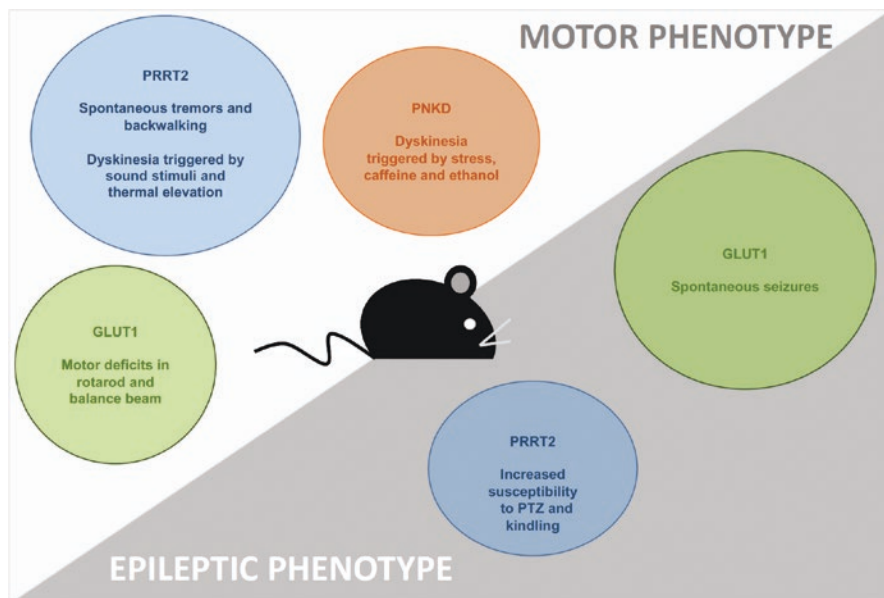 MOTOR PHENOTYPE
PRRT2
Spontaneous tremors and
backwalking
Dyskinesia triggered by
sound stimuli and
thermal elevation
PNKD
Dyskinesia
triggered by stress,
caffeine and ethanol
GLUT1
Spontaneous seizures
GLUT1
Motor deficits in
rotarod and
balance beam
PRRT2
Increased
susceptibility
to PTZ and
kindling
EPILEPTIC PHENOTYPE